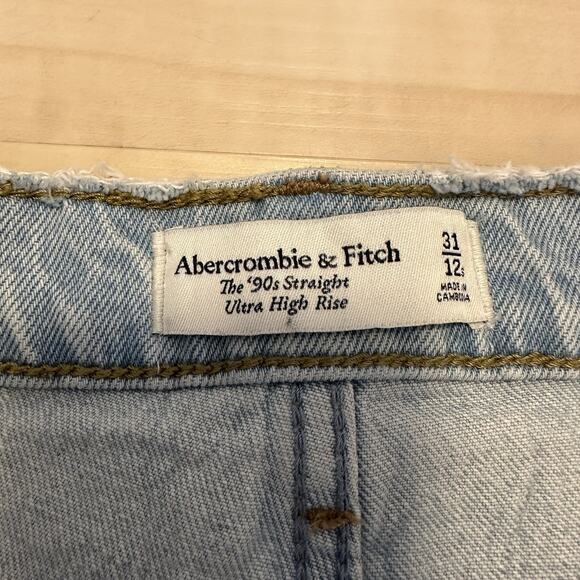 Abercrombie & Fitch
The '90s Straight
Ultra High Rise
31
12s
MADE IN
CAMBODIA